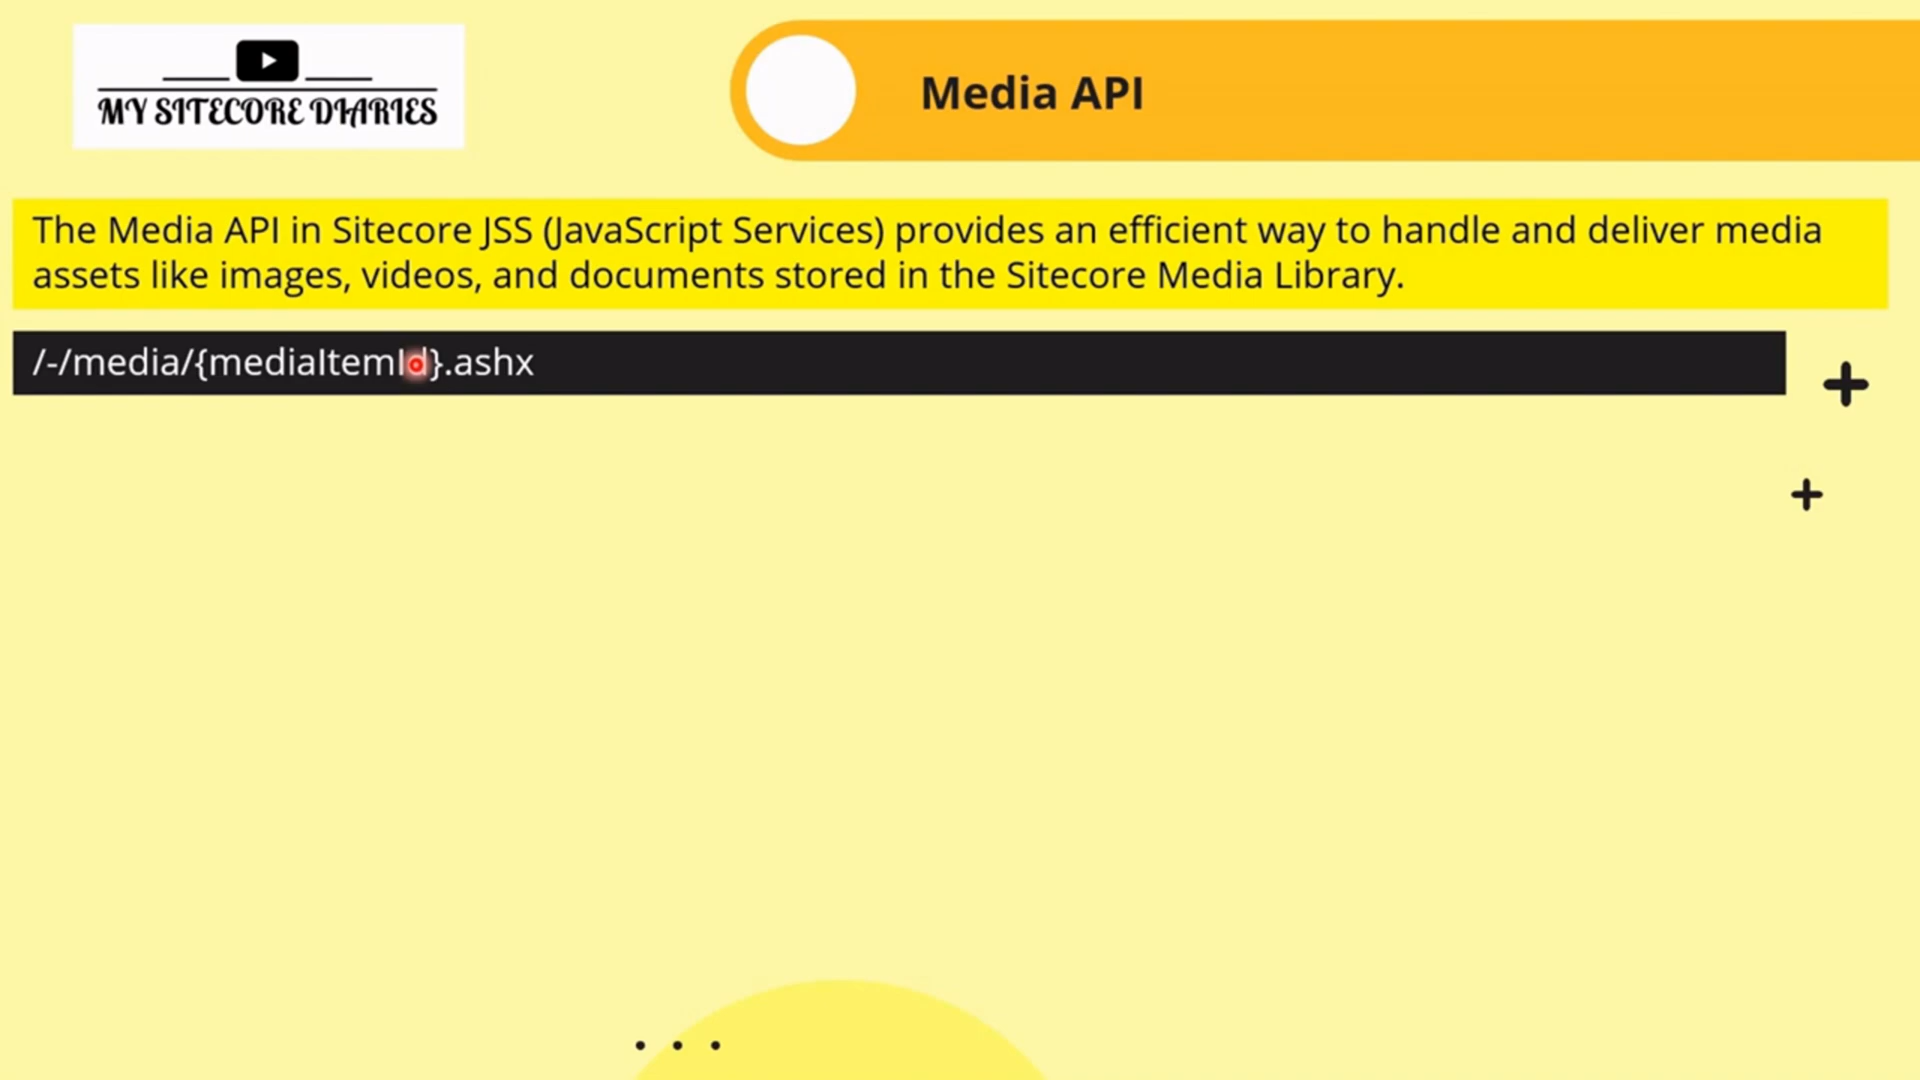 MY SITECORE DIARIES
Media API
The Media API in Sitecore JSS (JavaScript Services) provides an efficient way to handle and deliver media
assets like images, videos, and documents stored in the Sitecore Media Library.
/-/media/{mediaItemId}.ashx